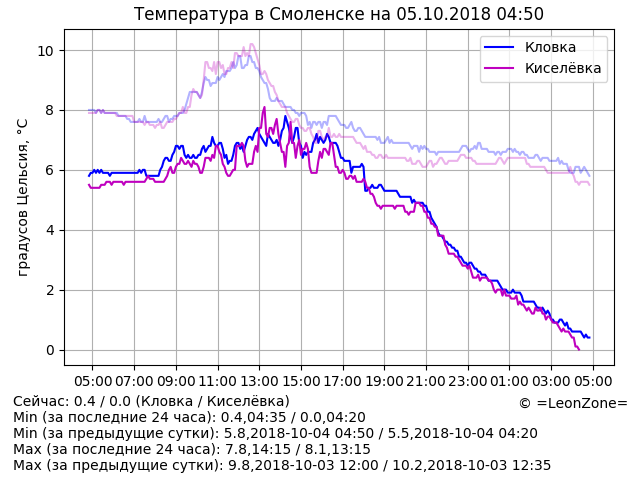 Температура в Смоленске на 05.10.2018 04:50
градусов Цельсия, °C
10
8
6
4
2
0
Кловка
Киселёвка
05:00 07:00 09:00 11:00 13:00 15:00 17:00 19:00 21:00 23:00 01:00 03:00 05:00
Сейчас: 0.4 / 0.0 (Кловка / Киселёвка)
© =LeonZone=
Min (за последние 24 часа): 0.4,04:35 / 0.0,04:20
Min (за предыдущие сутки): 5.8,2018-10-04 04:50 / 5.5,2018-10-04 04:20
Max (за последние 24 часа): 7.8,14:15 / 8.1,13:15
Max (за предыдущие сутки): 9.8,2018-10-03 12:00 / 10.2,2018-10-03 12:35